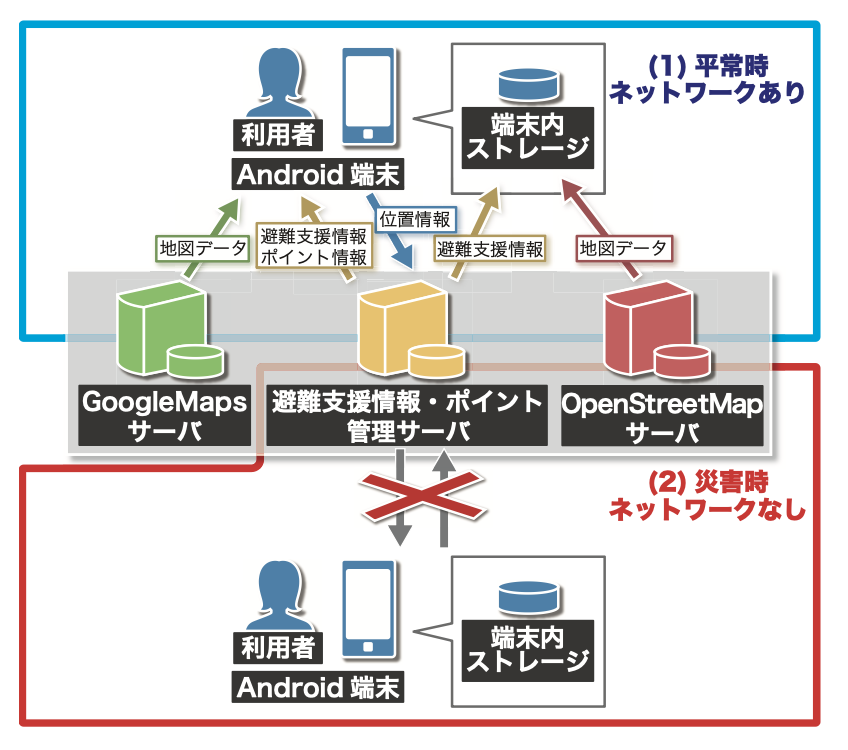 (1) 平常時
ネットワークあり
利用者
Android 端末
端末内
ストレージ
地図データ
避難支援情報
ポイント情報
位置情報
避難支援情報
地図データ
GoogleMaps
サーバ
避難支援情報・ポイント
管理サーバ
OpenStreetMap
サーバ
(2) 災害時
ネットワークなし
利用者
Android 端末
端末内
ストレージ